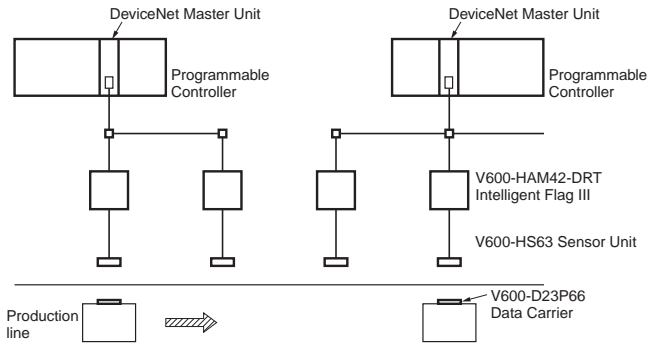 DeviceNet Master Unit
DeviceNet Master Unit
Programmable
Controller
Programmable
Controller
V600-HAM42-DRT
Intelligent Flag III
V600-HS63 Sensor Unit
V600-D23P66
Data Carrier
Production
line